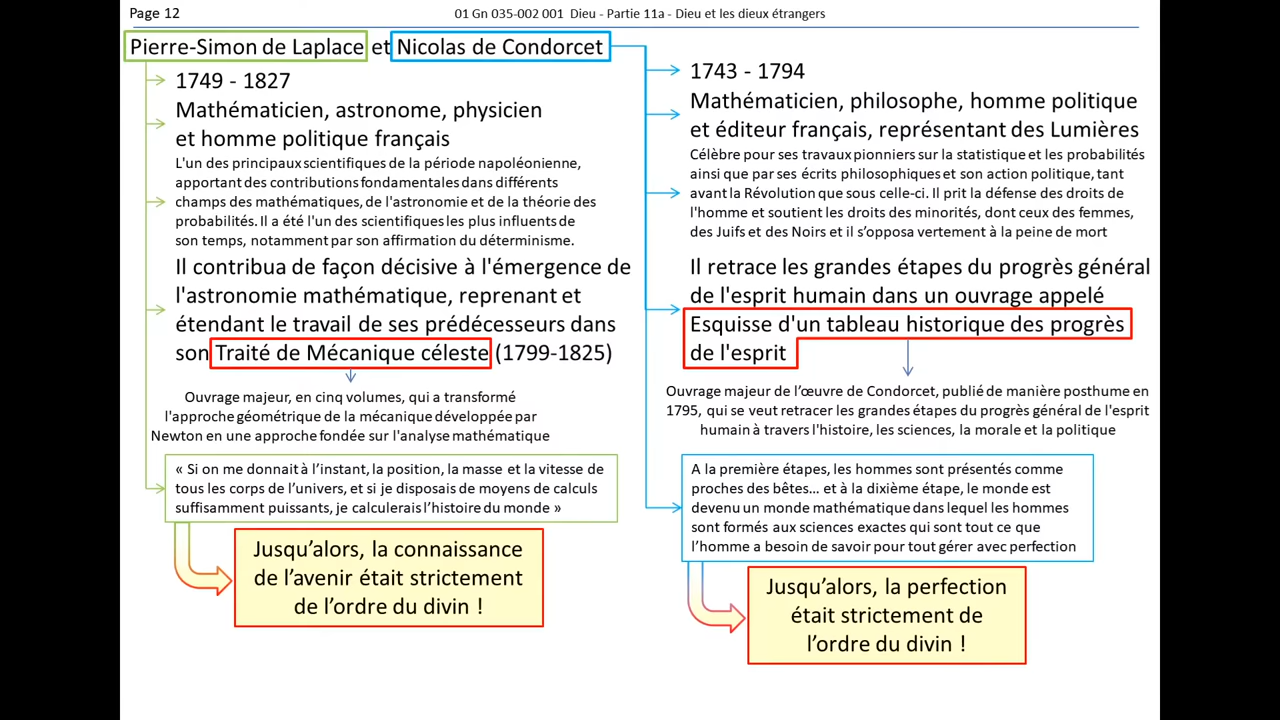 Page 12
01 Gn 035-002 001  Dieu - Partie 11a - Dieu et les dieux étrangers
Pierre-Simon de Laplace et Nicolas de Condorcet
1749 - 1827
Mathématicien, astronome, physicien
et homme politique français
L'un des principaux scientifiques de la période napoléonienne,
apportant des contributions fondamentales dans différents
champs des mathématiques, de l'astronomie et de la théorie des
probabilités. Il a été l'un des scientifiques les plus influents de
son temps, notamment par son affirmation du déterminisme.
Il contribua de façon décisive à l'émergence de
l'astronomie mathématique, reprenant et
étendant le travail de ses prédécesseurs dans
son Traité de Mécanique céleste (1799-1825)
Ouvrage majeur, en cinq volumes, qui a transformé
l'approche géométrique de la mécanique développée par
Newton en une approche fondée sur l'analyse mathématique
« Si on me donnait à l’instant, la position, la masse et la vitesse de
tous les corps de l’univers, et si je disposais de moyens de calculs
suffisamment puissants, je calculerais l’histoire du monde »
Jusqu’alors, la connaissance
de l’avenir était strictement
de l’ordre du divin !
1743 - 1794
Mathématicien, philosophe, homme politique
et éditeur français, représentant des Lumières
Célèbre pour ses travaux pionniers sur la statistique et les probabilités
ainsi que par ses écrits philosophiques et son action politique, tant
avant la Révolution que sous celle-ci. Il prit la défense des droits de
l'homme et soutient les droits des minorités, dont ceux des femmes,
des Juifs et des Noirs et il s’opposa vertement à la peine de mort
Il retrace les grandes étapes du progrès général
de l'esprit humain dans un ouvrage appelé
Esquisse d'un tableau historique des progrès
de l'esprit
Ouvrage majeur de l’œuvre de Condorcet, publié de manière posthume en
1795, qui se veut retracer les grandes étapes du progrès général de l'esprit
humain à travers l'histoire, les sciences, la morale et la politique
A la première étapes, les hommes sont présentés comme
proches des bêtes… et à la dixième étape, le monde est
devenu un monde mathématique dans lequel les hommes
sont formés aux sciences exactes qui sont tout ce que
l’homme a besoin de savoir pour tout gérer avec perfection
Jusqu’alors, la perfection
était strictement de
l’ordre du divin !